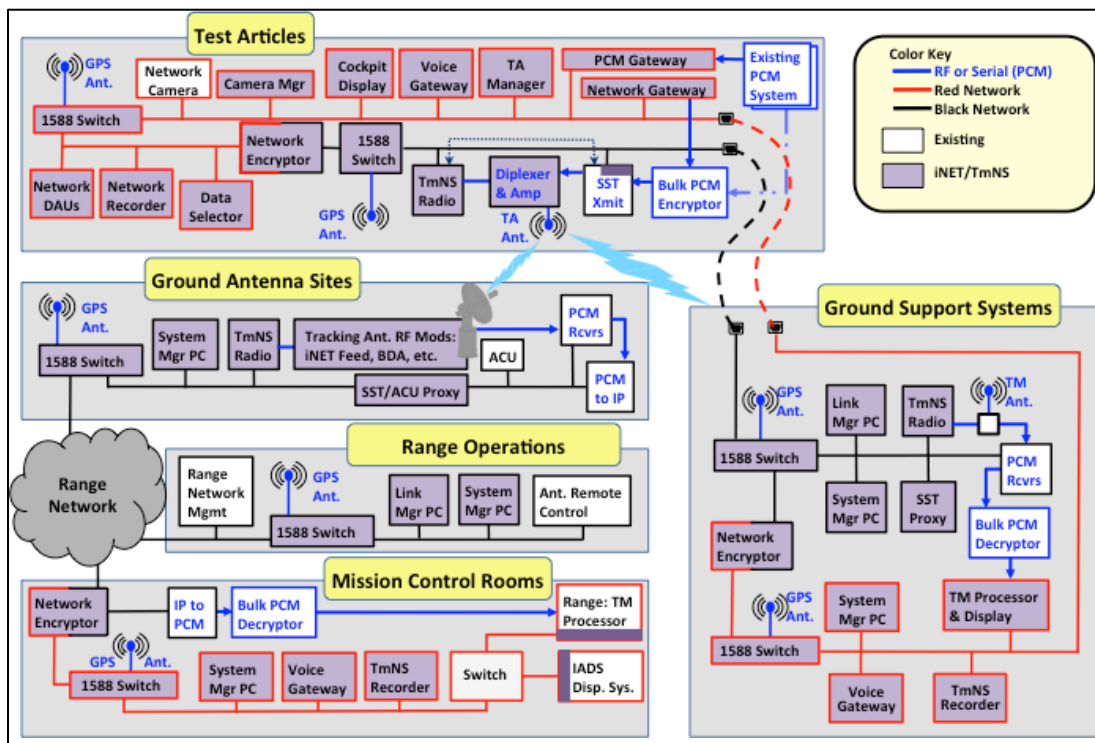 Test Articles
GPS
Ant.
Network
Camera
Camera Mgr
Cockpit
Display
Voice
Gateway
TA
Manager
PCM Gateway
Network Gateway
Existing
PCM
System
1588 Switch
Network
Encryptor
1588
Switch
Network
DAUs
Network
Recorder
Data
Selector
GPS
Ant.
TmNS
Radio
Diplexer
& Amp
TA
Ant.
SST
Xmit
Bulk PCM
Encryptor
Color Key
RF or Serial (PCM)
Red Network
Black Network
Existing
iNET/TmNS
Ground Antenna Sites
GPS
Ant.
1588 Switch
System
Mgr PC
TmNS
Radio
Tracking Ant. RF Mods:
iNET Feed, BDA, etc.
SST/ACU Proxy
ACU
PCM
Rcvrs
PCM
to IP
Range
Network
Range Operations
Range
Network
Mgmt
GPS
Ant.
1588 Switch
Link
Mgr PC
System
Mgr PC
Ant. Remote
Control
Mission Control Rooms
Network
Encryptor
IP to
PCM
Bulk PCM
Decryptor
Range: TM
Processor
GPS
Ant.
1588 Switch
System
Mgr PC
Voice
Gateway
TmNS
Recorder
Switch
IADS
Disp. Sys.
Ground Support Systems
GPS
Ant.
1588 Switch
Link
Mgr PC
System
Mgr PC
TmNS
Radio
SST
Proxy
TM
Ant.
PCM
Rcvrs
Bulk PCM
Decryptor
Network
Encryptor
GPS
Ant.
1588 Switch
System
Mgr PC
Voice
Gateway
TM Processor
& Display
TmNS
Recorder